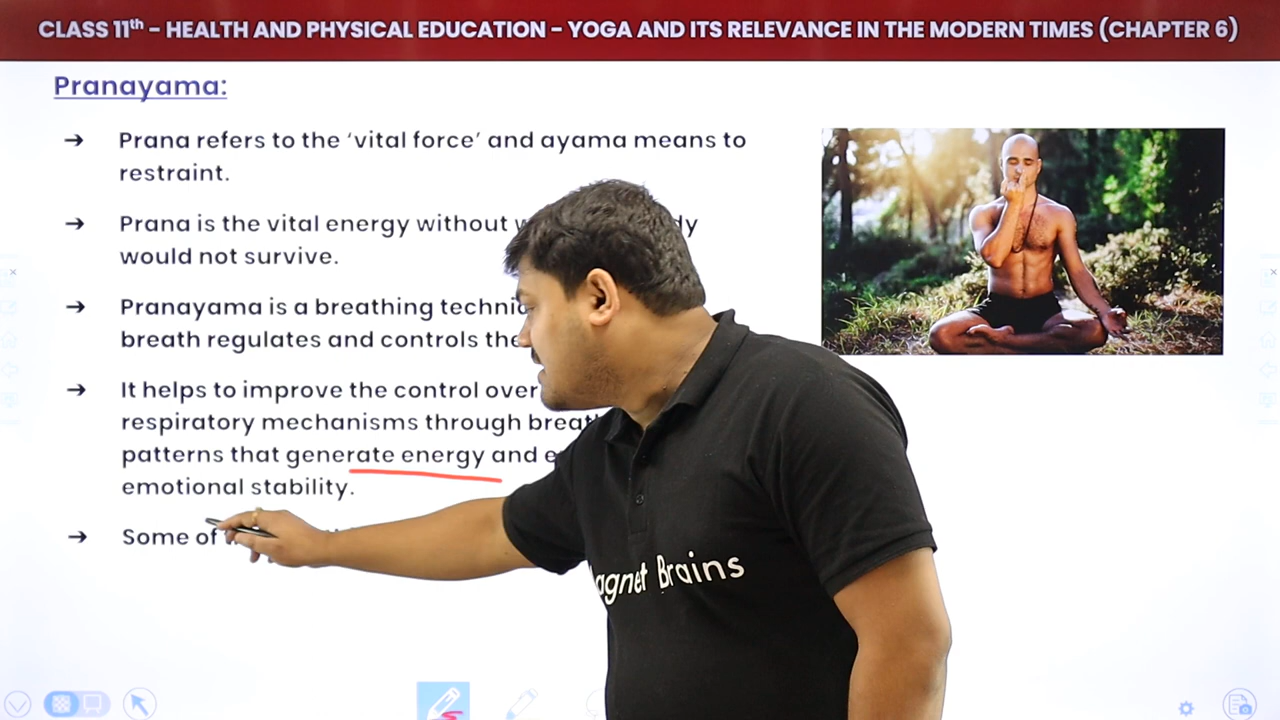 CLASS 11th - HEALTH AND PHYSICAL EDUCATION - YOGA AND ITS RELEVANCE IN THE MODERN TIMES (CHAPTER 6)
Pranayama:
→ Prana refers to the ‘vital force’ and ayama means to
restraint.
→ Prana is the vital energy without
would not survive.
→ Pranayama is a breathing
breath regulates and controls the
→ It helps to improve the control over
respiratory mechanisms through
patterns that generate energy and
emotional stability.
→ Some of
Brains